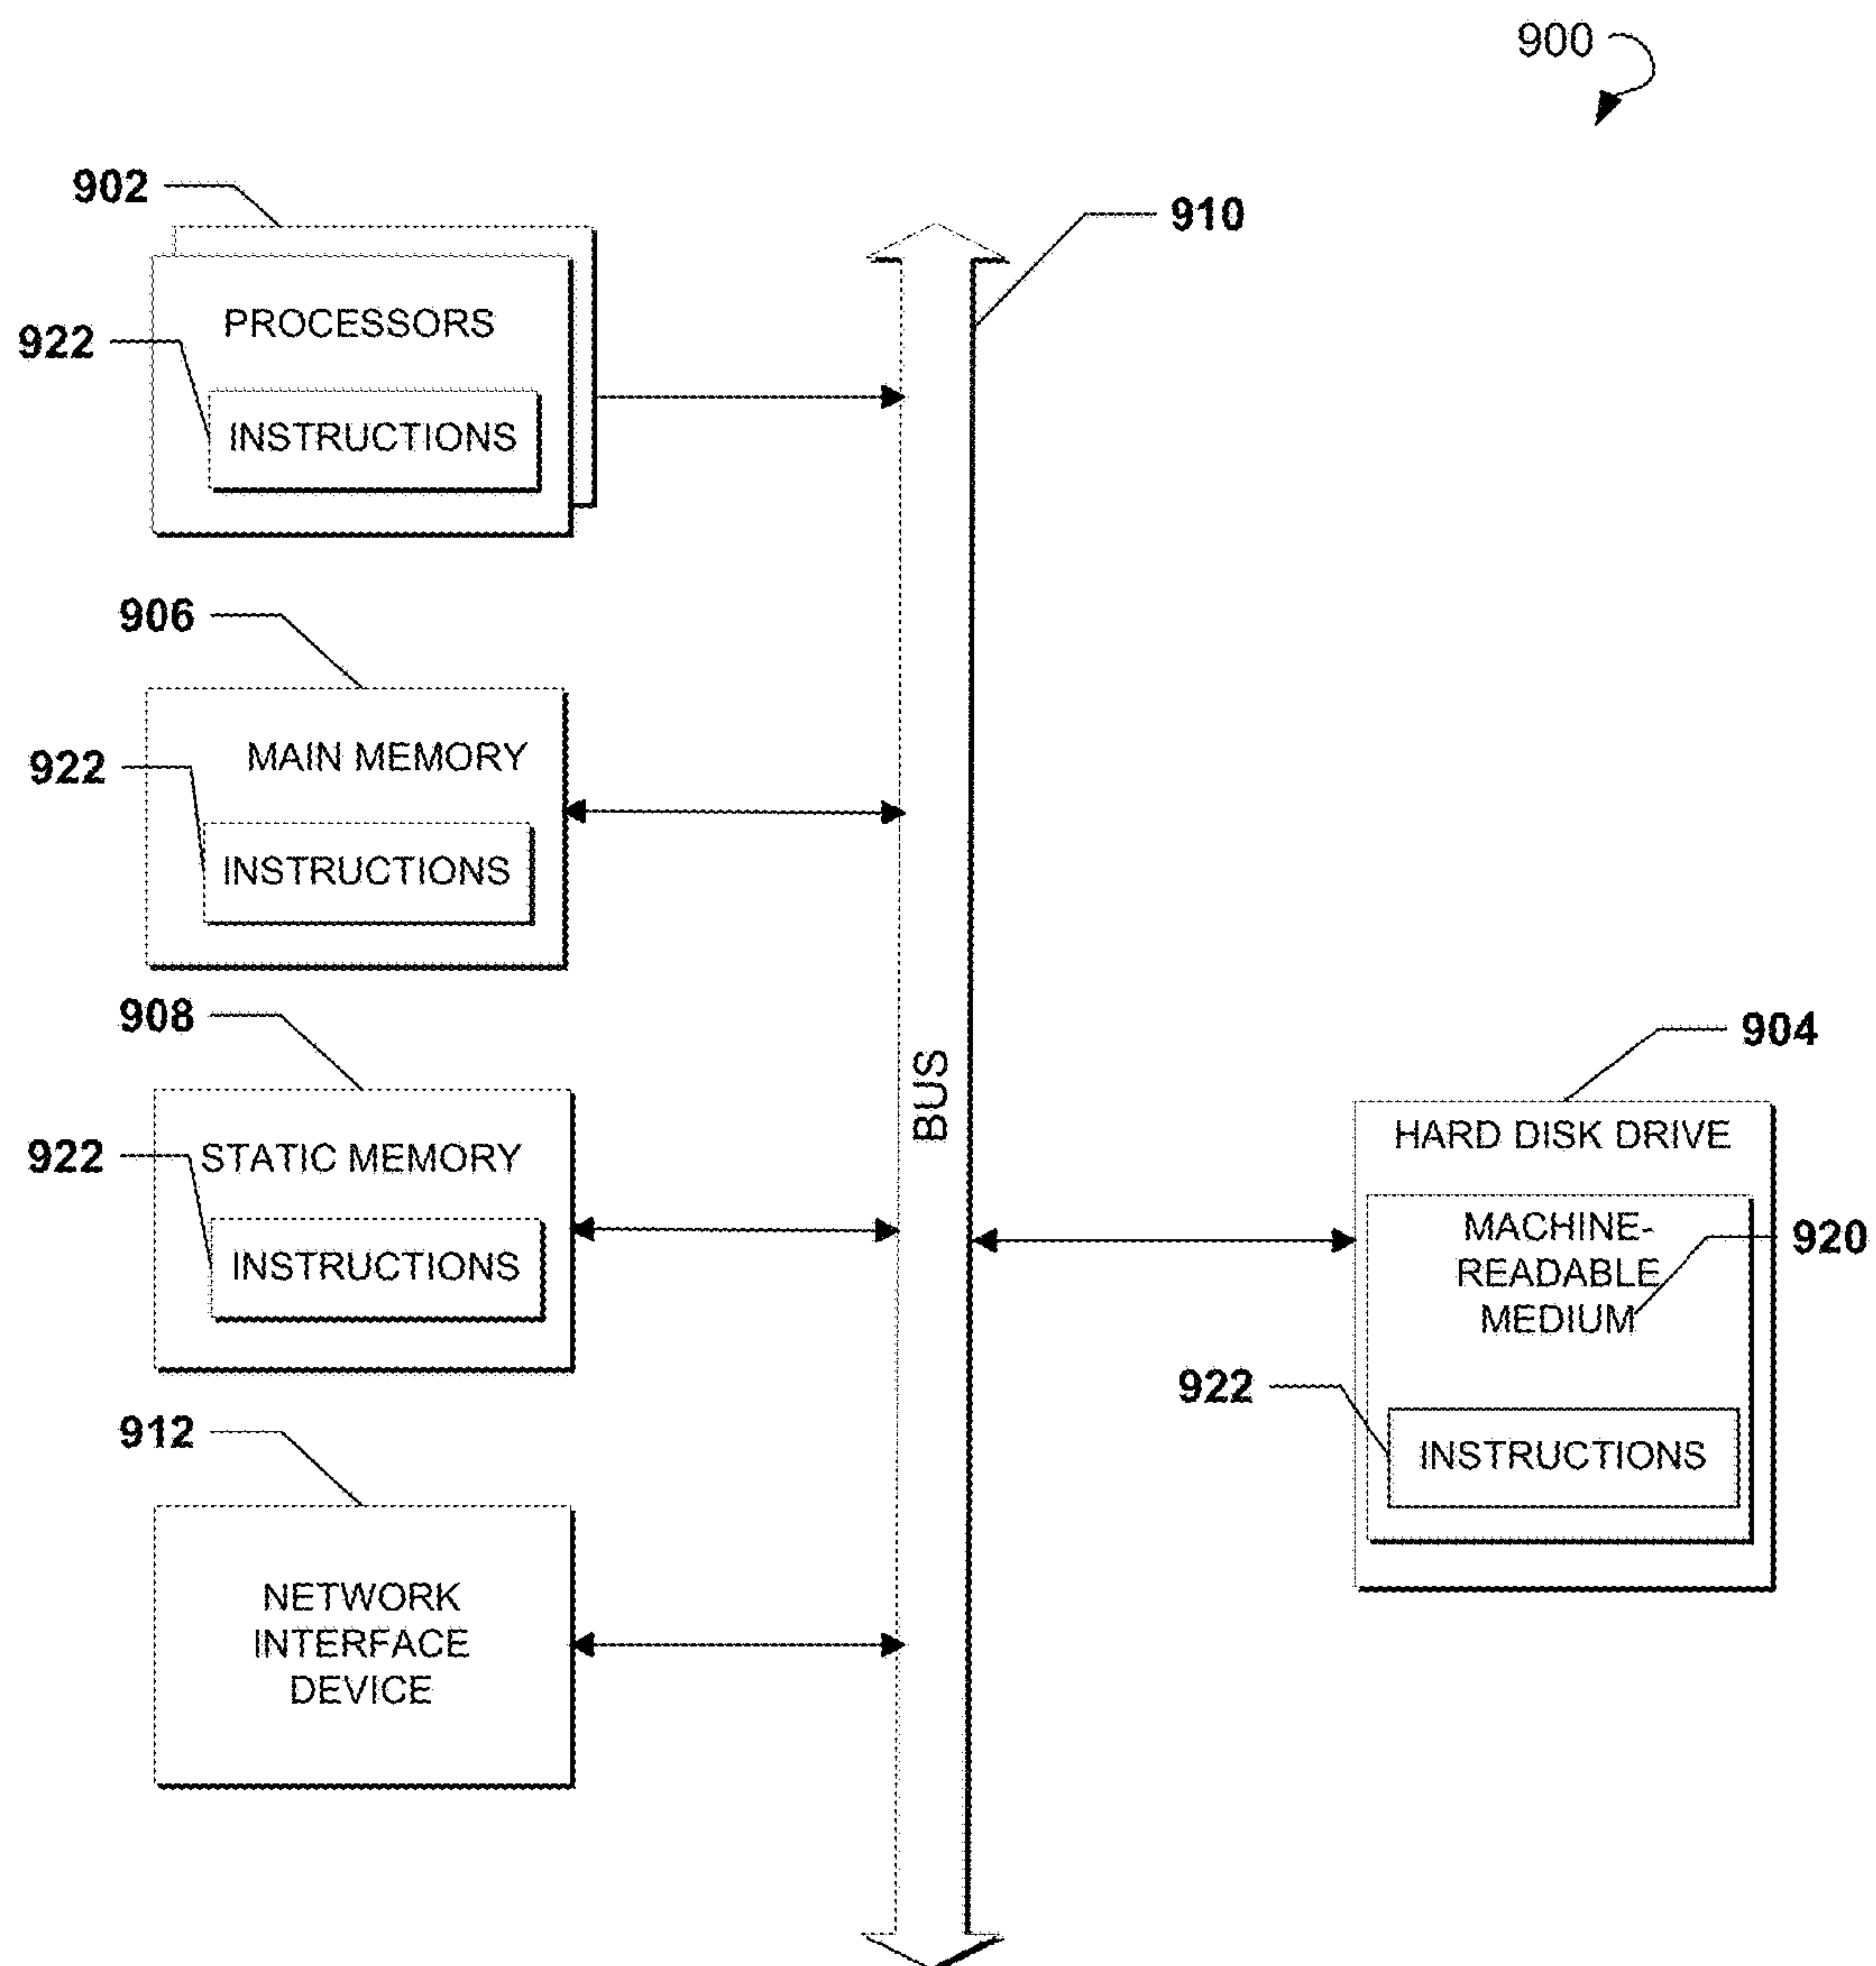 900
902
910
PROCESSORS
922
INSTRUCTIONS
906
MAIN MEMORY
922
INSTRUCTIONS
908
904
BUS
HARD DISK DRIVE
922
STATIC MEMORY
INSTRUCTIONS
MACHINE-
READABLE
MEDIUM
920
922
INSTRUCTIONS
912
NETWORK
INTERFACE
DEVICE